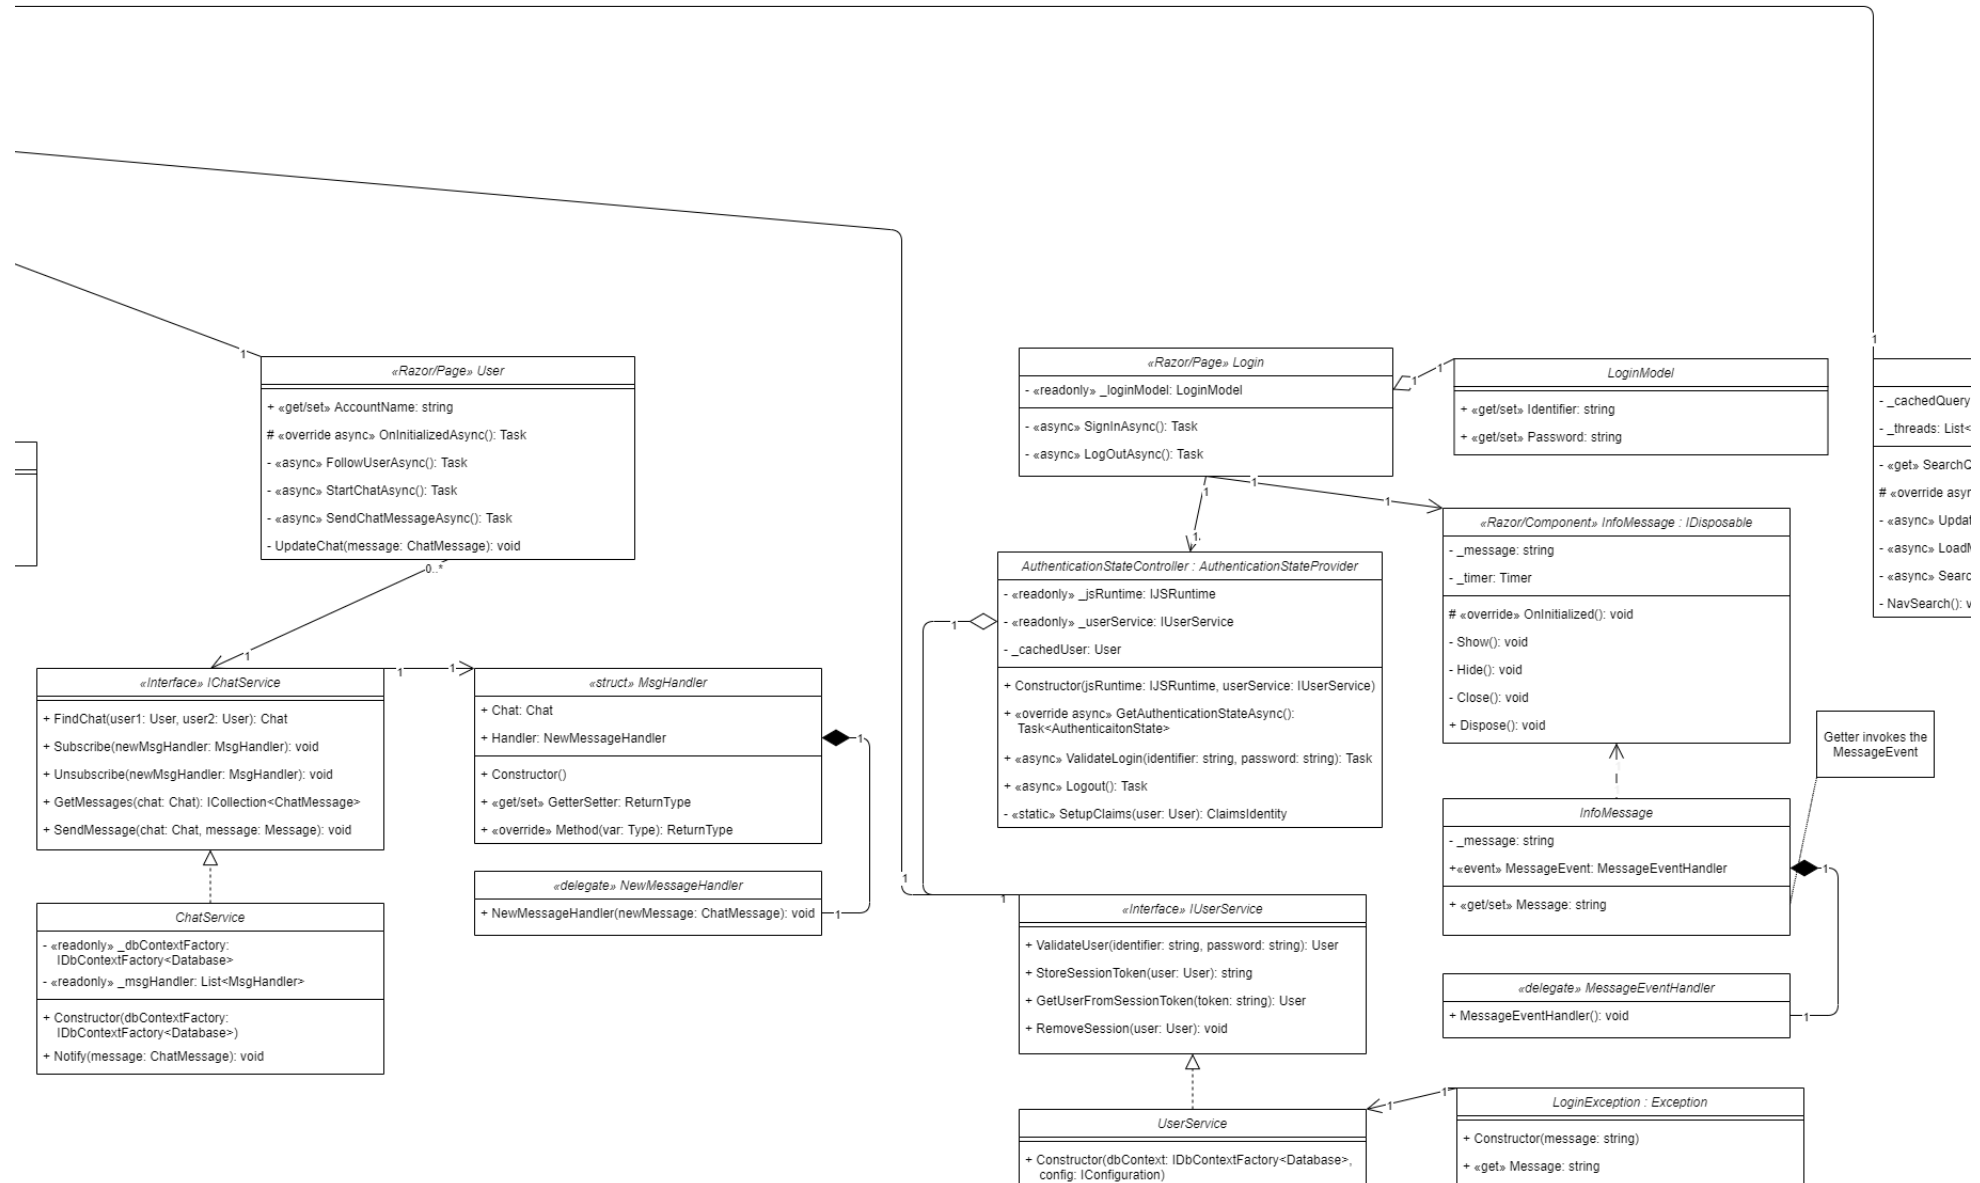 1
1
«Razor/Page» User
+ «get/set» AccountName: string
# «override async» OnInitializedAsync(): Task
- «async» FollowUserAsync(): Task
- «async» StartChatAsync(): Task
- «async» SendChatMessageAsync(): Task
- UpdateChat(message: ChatMessage): void
0..*
1
«Interface» IChatService
+ FindChat(user1: User, user2: User): Chat
+ Subscribe(newMsgHandler: MsgHandler): void
+ Unsubscribe(newMsgHandler: MsgHandler): void
+ GetMessages(chat: Chat): ICollection<ChatMessage>
+ SendMessage(chat: Chat, message: Message): void
1
1
«struct» MsgHandler
+ Chat: Chat
+ Handler: NewMessageHandler
+ Constructor()
+ «get/set» GetterSetter: ReturnType
+ «override» Method(var: Type): ReturnType
1
«delegate» NewMessageHandler
+ NewMessageHandler(newMessage: ChatMessage): void
1
ChatService
- «readonly» _dbContextFactory:
IDbContextFactory<Database>
- «readonly» _msgHandler: List<MsgHandler>
+ Constructor(dbContextFactory:
IDbContextFactory<Database>)
+ Notify(message: ChatMessage): void
«Razor/Page» Login
- «readonly» _loginModel: LoginModel
- «async» SignInAsync(): Task
- «async» LogOutAsync(): Task
1
1
LoginModel
+ «get/set» Identifier: string
+ «get/set» Password: string
1
1
1
1.
AuthenticationStateController : AuthenticationStateProvider
- «readonly» _jsRuntime: IJSRuntime
- «readonly» _userService: IUserService
- _cachedUser: User
+ Constructor(jsRuntime: IJSRuntime, userService: IUserService)
+ «override async» GetAuthenticationStateAsync():
Task<AuthenticaitonState>
+ «async» ValidateLogin(identifier: string, password: string): Task
+ «async» Logout(): Task
- «static» SetupClaims(user: User): ClaimsIdentity
1
1
1
«Interface» IUserService
+ ValidateUser(identifier: string, password: string): User
+ StoreSessionToken(user: User): string
+ GetUserFromSessionToken(token: string): User
+ RemoveSession(user: User): void
UserService
+ Constructor(dbContext: IDbContextFactory<Database>,
config: IConfiguration)
«Razor/Component» InfoMessage : IDisposable
- _message: string
- _timer: Timer
# «override» OnInitialized(): void
- Show(): void
- Hide(): void
- Close(): void
+ Dispose(): void
Getter invokes the
MessageEvent
InfoMessage
- _message: string
+«event» MessageEvent: MessageEventHandler
+ «get/set» Message: string
1
«delegate» MessageEventHandler
+ MessageEventHandler(): void
1
1
1
LoginException : Exception
+ Constructor(message: string)
+ «get» Message: string
- _cachedQuery
- _threads: List<
- «get» SearchQ
# «override asyn
- «async» Updat
- «async» LoadM
- «async» Searc
- NavSearch(): v